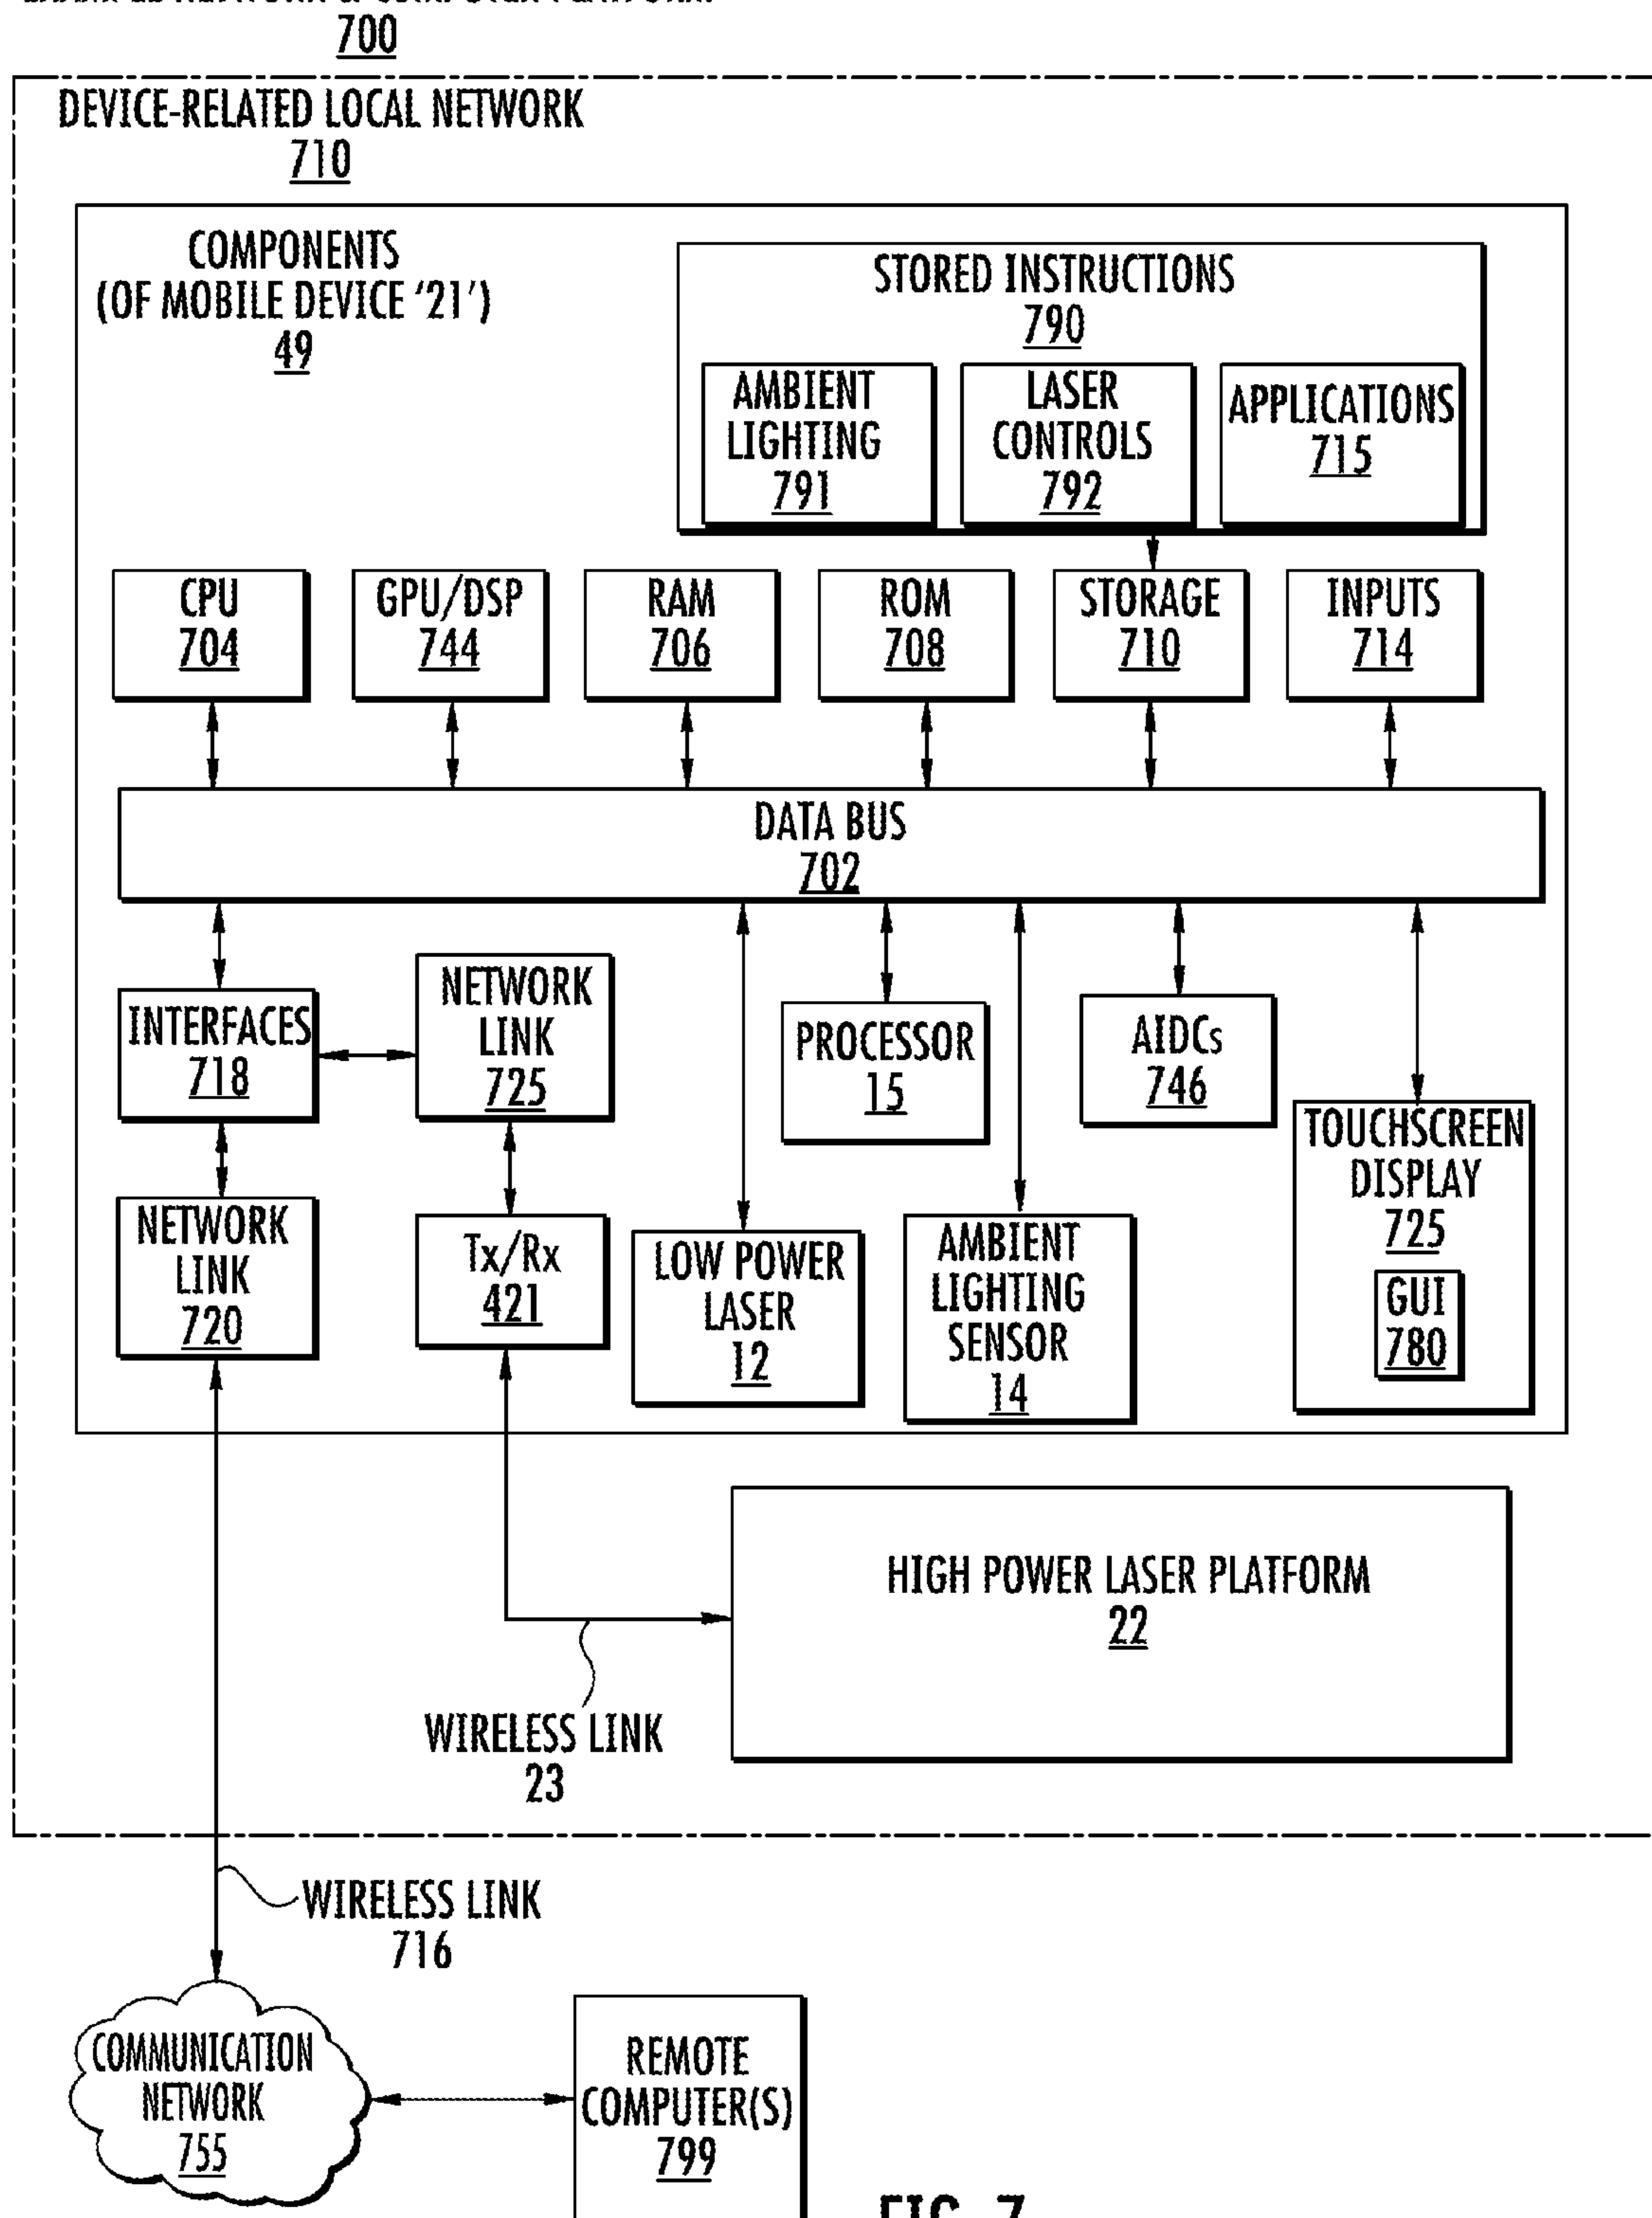 700
DEVICE-RELATED LOCAL NETWORK
710
COMPONENTS
(OF MOBILE DEVICE '21')
49
STORED INSTRUCTIONS
790
AMBIENT
LIGHTING
791
LASER
CONTROLS
792
APPLICATIONS
715
CPU
704
GPU/DSP
744
RAM
706
ROM
708
STORAGE
710
INPUTS
714
DATA BUS
702
INTERFACES
718
NETWORK
LINK
725
PROCESSOR
15
AIDCs
746
TOUCHSCREEN
DISPLAY
725
GUI
780
NETWORK
LINK
720
Tx/Rx
421
LOW POWER
LASER
12
AMBIENT
LIGHTING
SENSOR
14
HIGH POWER LASER PLATFORM
22
WIRELESS LINK
23
WIRELESS LINK
716
COMMUNICATION
NETWORK
755
REMOTE
COMPUTER(S)
799
FIG. 7